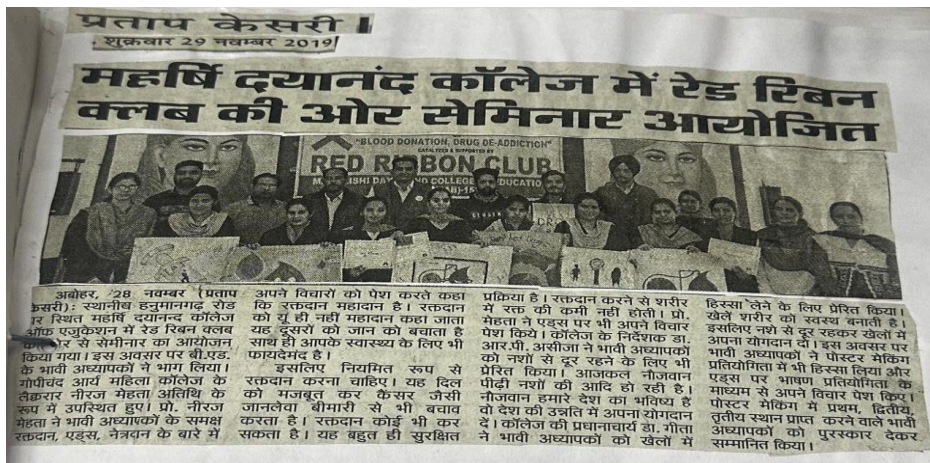 प्रताप केसरी।
शुक्रवार 29 नवम्बर 2019
महर्षि दयानंद कॉलेज में रेड रिबन
क्लब की ओर सेमिनार आयोजित
"BLOOD DONATION, DRUG DE-ADDICTION"
CATALYZED & SUPPORTED BY
RED RIBBON CLUB
अबोहर, 28 नवम्बर (प्रताप
केसरी): स्थानीय हनुमानगढ़ रोड
पर स्थित महर्षि दयानन्द कॉलेज
ऑफ एजुकेशन में रेड रिबन क्लब
ओर से सेमीनार का आयोजन
किया गया। इस अवसर पर बी.एड.
के भावी अध्यापकों ने भाग लिया।
गोपीचंद आर्य महिला कॉलेज के
लैक्रार नीरज मेहता अतिथि के
रूप में उपस्थित हुए। प्रो. नीरज
मेहता ने भावी अध्यापकों के समक्ष
रक्तदान, एड्स, नेत्रदान के बारे में
अपने विचारों को पेश करते कहा
कि रक्तदान महादान है। रक्तदान
को यूं ही नहीं महादान कहा जाता
यह दूसरों को जान को बचाता है
साथ ही आपके स्वास्थ्य के लिए भी
फायदेमंद है।
इसलिए नियमित रूप से
रक्तदान करना चाहिए। यह दिल
को मजबूत कर कैंसर जैसी
जानलेवा बीमारी से भी बचाव
करता है। रक्तदान कोई भी कर
सकता है। यह बहुत ही सुरक्षित
प्रक्रिया है। रक्तदान करने से शरीर
में रक्त की कमी नहीं होती। प्रो.
मेहता ने एड्स पर भी अपने विचार
पेश किए। कॉलेज के निर्देशक डा.
आर.पी. असीजा ने भावी अध्यापकों
को नशों से दूर रहने के लिए भी
प्रेरित किया। आजकल नौजवान
पीढ़ी नशों की आदि हो रही है।
नौजवान हमारे देश का भविष्य है
वो देश की उन्नति में अपना योगदान
दें। कॉलेज की प्रधानाचार्य डा. गीता
ने भावी अध्यापकों को खेलों में
हिस्सा लेने के लिए प्रेरित किया।
खेलें शरीर को स्वस्थ बनाती है।
इसलिए नशे से दूर रहकर खेलों में
अपना योगदान दो। इस अवसर पर
भावी अध्यापकों ने पोस्टर मेकिंग
प्रतियोगिता में भी हिस्सा लिया और
एड्स पर भाषण प्रतियोगिता के
माध्यम से अपने विचार पेश किए।
पोस्टर मेकिंग में प्रथम, द्वितीय,
तृतीय स्थान प्राप्त करने वाले भावी
अध्यापकों को पुरस्कार देकर
सम्मानित किया।